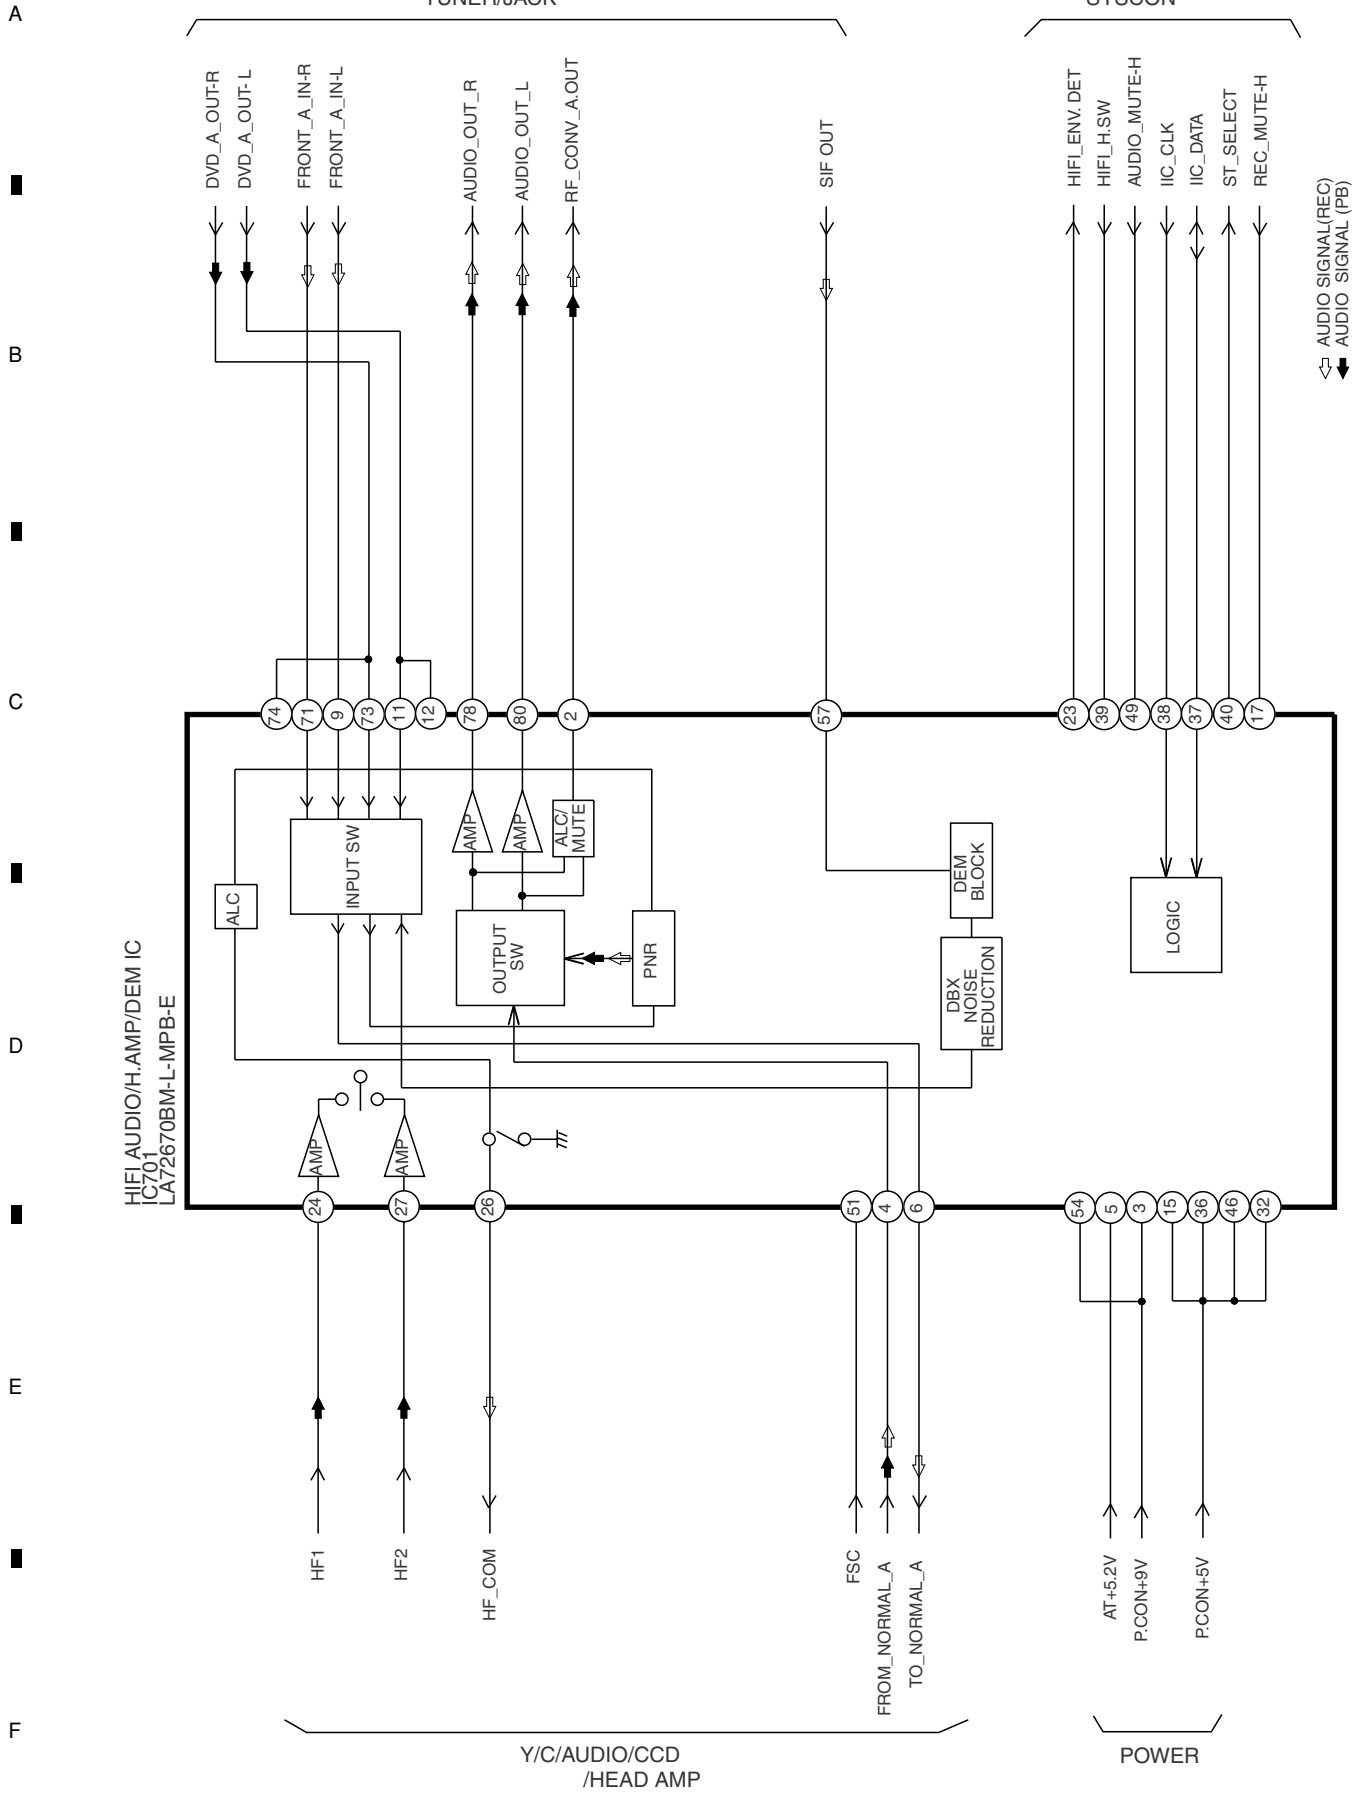 A
TUNER/JACK
SYSCON
DVD_A_OUT-R
DVD_A_OUT- L
FRONT_A_IN-R
FRONT_A_IN-L
AUDIO_OUT_R
AUDIO_OUT_L
RF_CONV_A.OUT
SIF OUT
HIFI_ENV. DET
HIFI_H.SW
AUDIO_MUTE-H
IIC_CLK
IIC_DATA
ST_SELECT
REC_MUTE-H
AUDIO SIGNAL(REC)
AUDIO SIGNAL (PB)
B
C
74
71
9
73
11
12
78
80
2
57
23
39
49
38
37
40
17
ALC
INPUT SW
AMP
AMP
ALC/
MUTE
OUTPUT
SW
PNR
DEM
BLOCK
DBX
NOISE
REDUCTION
LOGIC
HIFI AUDIO/H.AMP/DEM IC
IC701
LA72670BM-L-MPB-E
D
AMP
AMP
24
27
26
51
4
6
54
5
3
15
36
46
32
E
HF1
HF2
HF_COM
FSC
FROM_NORMAL_A
TO_NORMAL_A
AT+5.2V
P.CON+9V
P.CON+5V
F
Y/C/AUDIO/CCD
/HEAD AMP
POWER